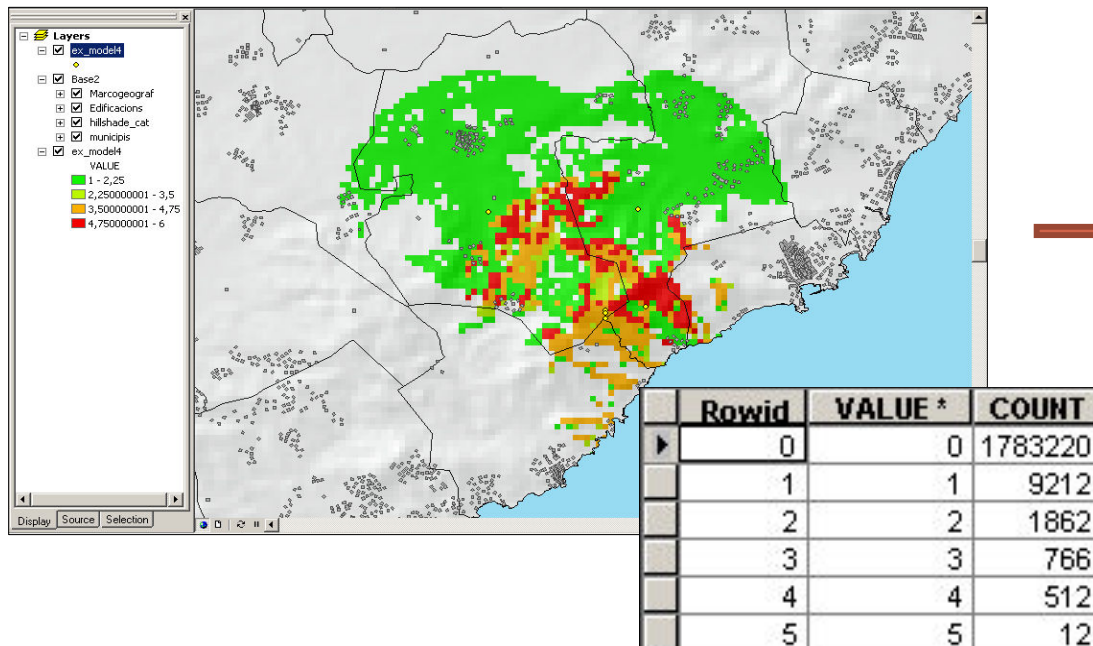 Layers
ex_model4
Base2
Marcogeograf
Edificacions
hillshade_cat
municipis
ex_model4
VALUE
1 - 2,25
2,250000001 - 3,5
3,500000001 - 4,75
4,750000001 - 6
Display Source Selection
Rowid VALUE * COUNT
0 0 1783220
1 1 9212
2 2 1862
3 3 766
4 4 512
5 5 12